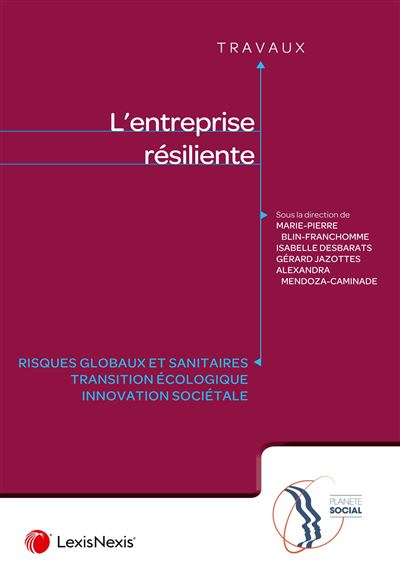 TRAVAUX
L'entreprise
résiliente
Sous la direction de
MARIE-PIERRE
BLIN-FRANCHOMME
ISABELLE DESBARATS
GÉRARD JAZOTTES
ALEXANDRA
MENDOZA-CAMINADE
RISQUES GLOBAUX ET SANITAIRES
TRANSITION ÉCOLOGIQUE
INNOVATION SOCIÉTALE
LexisNexis®
PLANETE
SOCIAL